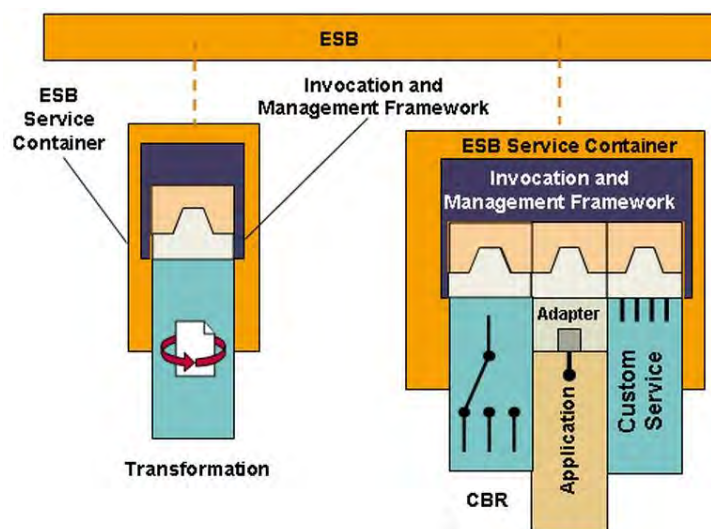 ESB
ESB
Service
Container
Invocation and
Management Framework
Transformation
ESB Service Container
Invocation and
Management Framework
Adapter
Application
Custom
Service
CBR